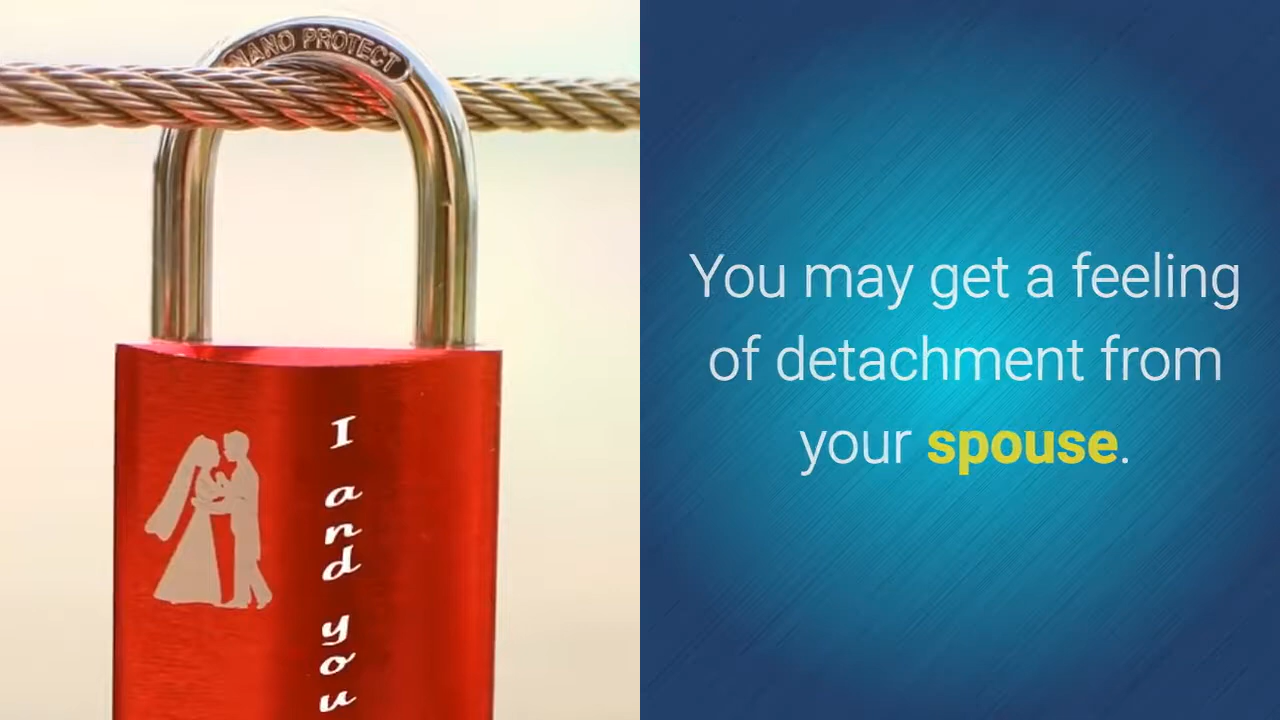 NANO PROTECT
I and you
You may get a feeling
of detachment from
your spouse.